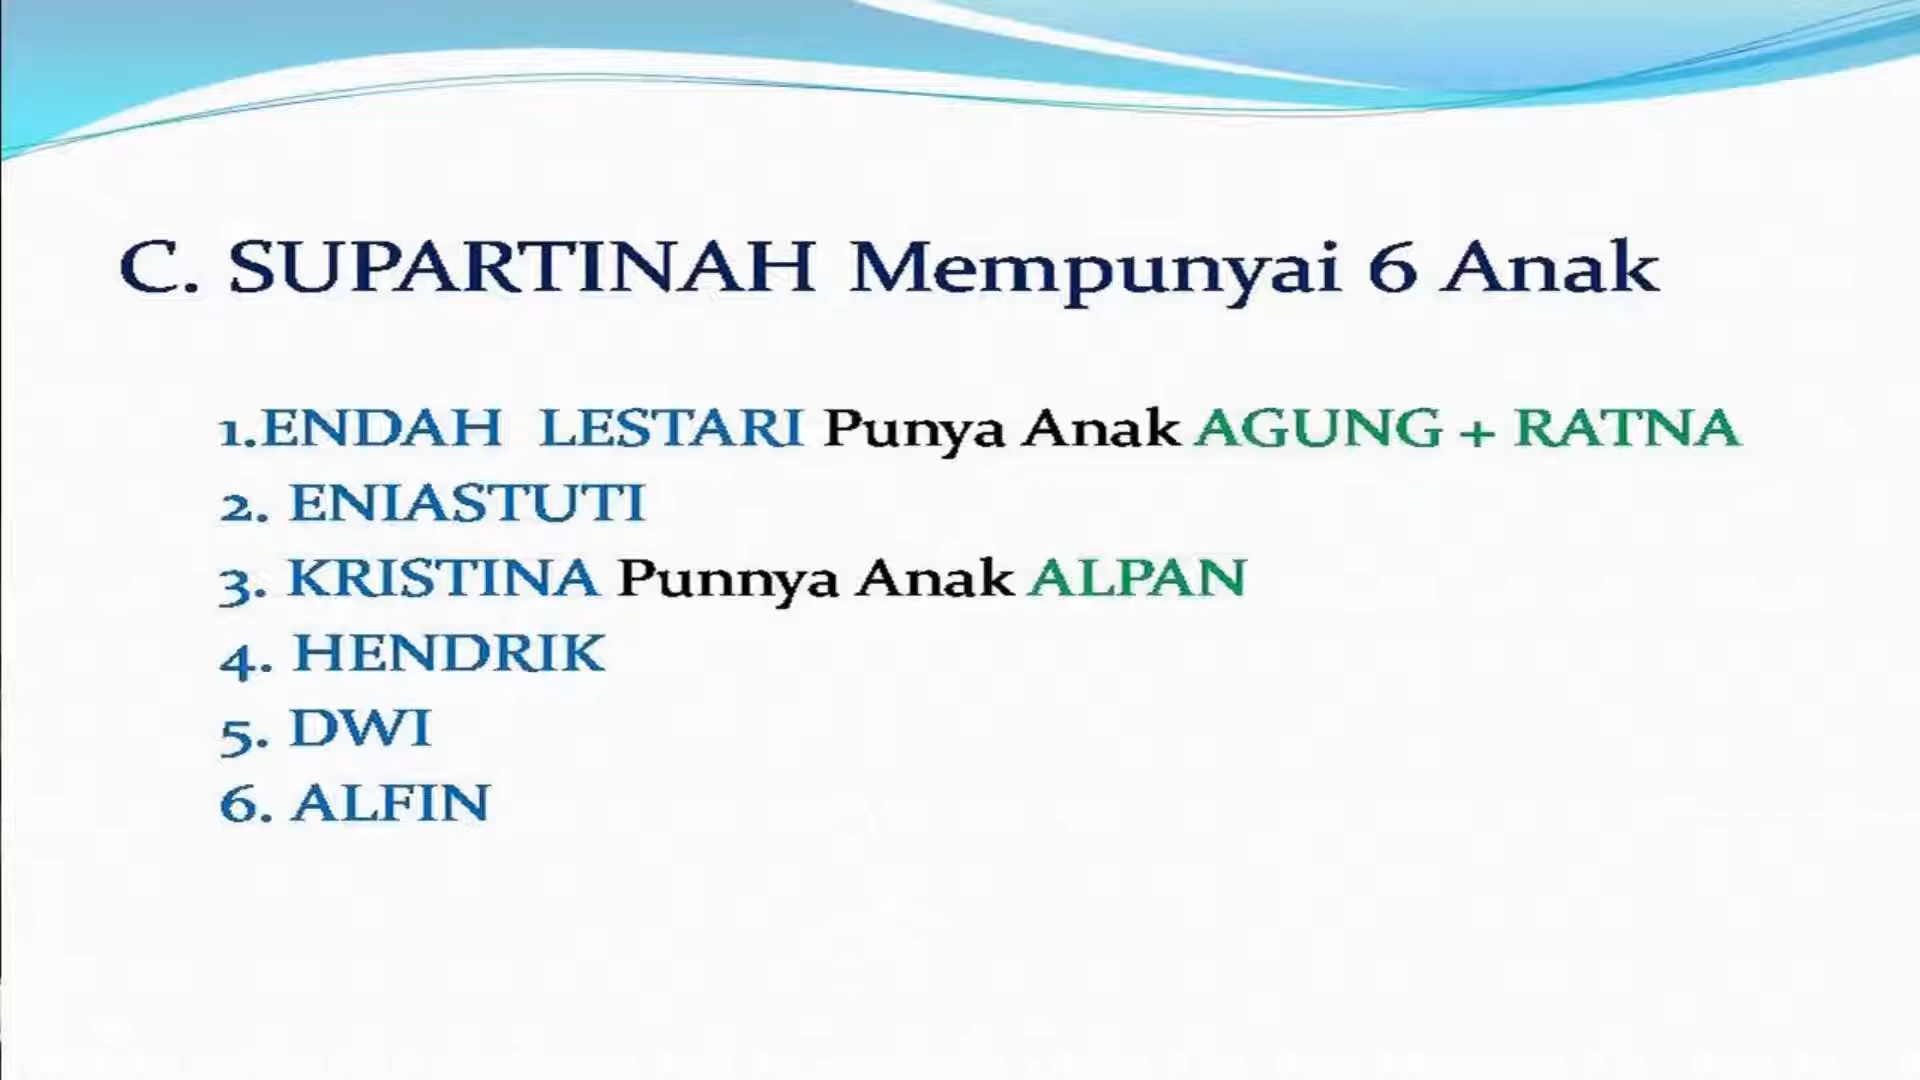 C. SUPARTINAH Mempunyai 6 Anak
1.ENDAH LESTARI Punya Anak AGUNG + RATNA
2. ENIASTUTI
3. KRISTINA Punnya Anak ALPAN
4. HENDRIK
5. DWI
6. ALFIN